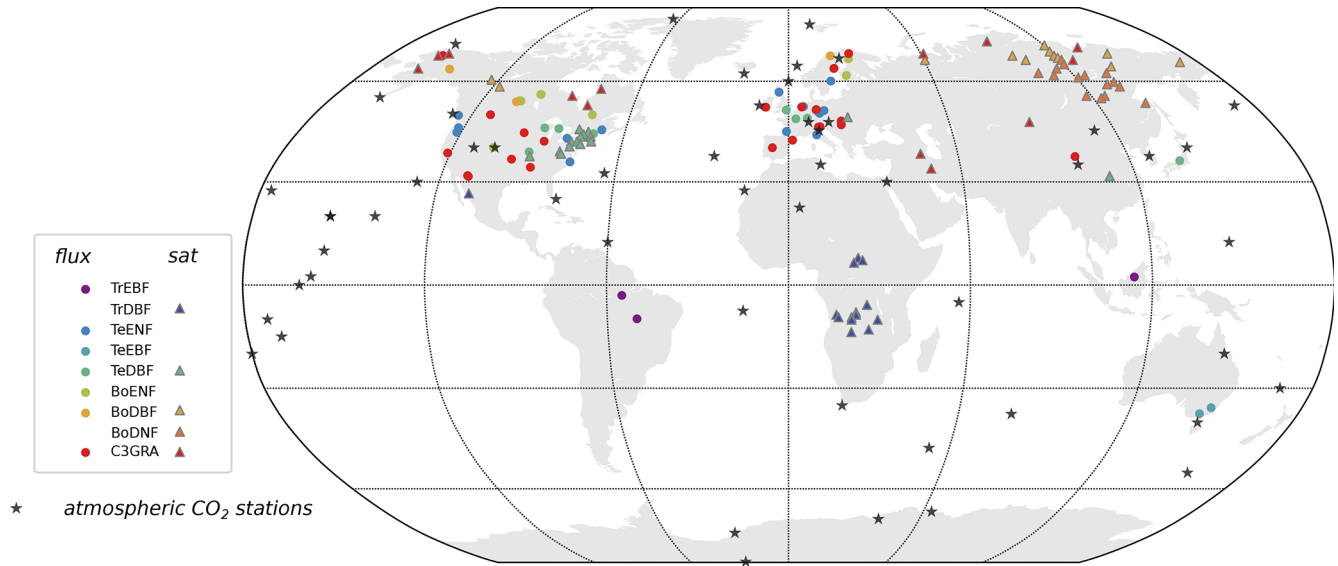 flux sat
TrEBF
TrDBF
TeENF
TeEBF
TeDBF
BoENF
BoDBF
BoDNF
C3GRA
atmospheric CO₂ stations